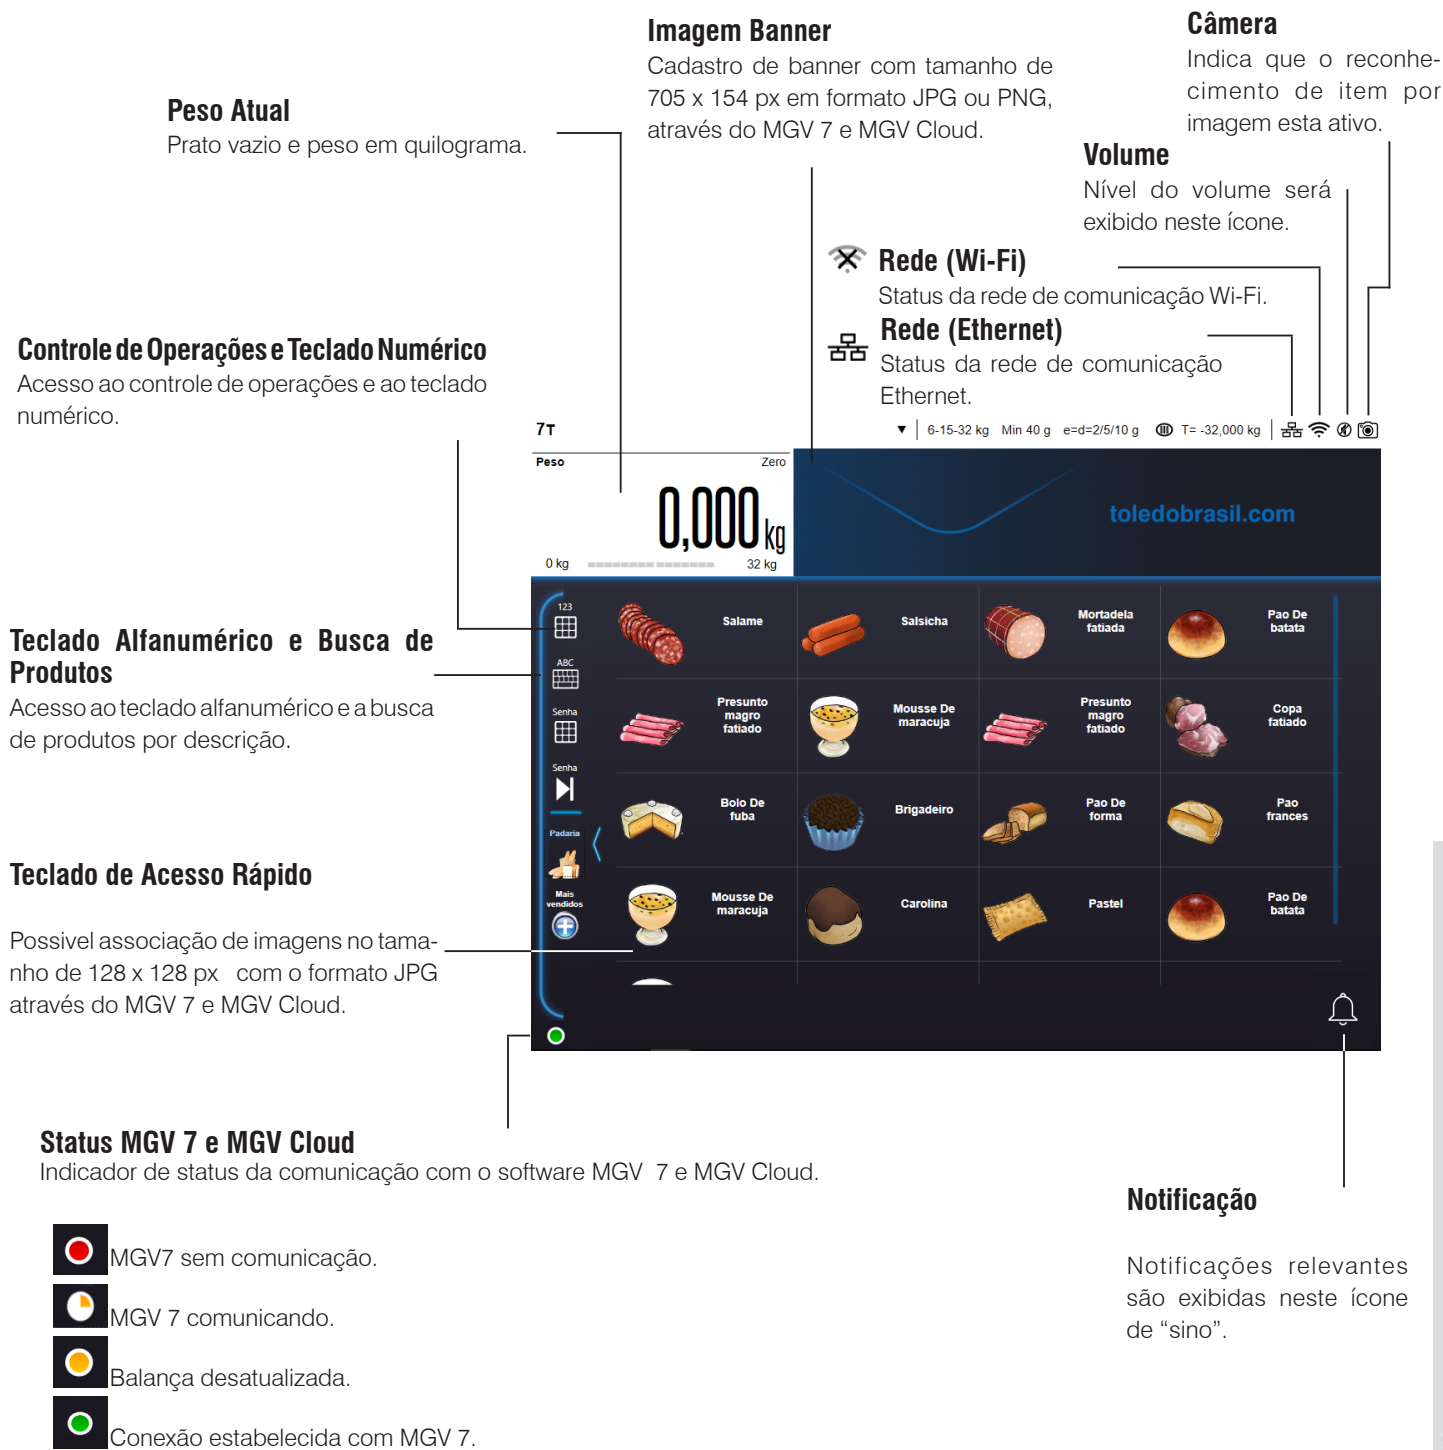 Imagem Banner
Cadastro de banner com tamanho de
705 x 154 px em formato JPG ou PNG,
através do MGV 7 e MGV Cloud.
Câmera
Indica que o reconhe-
cimento de item por
imagem esta ativo.
Peso Atual
Prato vazio e peso em quilograma.
Volume
Nível do volume será
exibido neste ícone.
Rede (Wi-Fi)
Status da rede de comunicação Wi-Fi.
Rede (Ethernet)
Status da rede de comunicação
Ethernet.
Controle de Operações e Teclado Numérico
Acesso ao controle de operações e ao teclado
numérico.
7T
6-15-32 kg Min 40 g e=d=2/5/10 g III T= -32,000 kg
Peso Zero
0,000 kg
0 kg 32 kg
toledobrasil.com
Teclado Alfanumérico e Busca de
Produtos
Acesso ao teclado alfanumérico e a busca
de produtos por descrição.
123
ABC
Senha
Senha
Padaria
Mais
vendidos
Salame
Salsicha
Mortadela
fatiada
Pao De
batata
Presunto
magro
fatiado
Mousse De
maracuja
Presunto
magro
fatiado
Copa
fatiado
Bolo De
fuba
Brigadeiro
Pao De
forma
Pao
frances
Mousse De
maracuja
Carolina
Pastel
Pao De
batata
Teclado de Acesso Rápido
Possivel associação de imagens no tama-
nho de 128 x 128 px com o formato JPG
através do MGV 7 e MGV Cloud.
Status MGV 7 e MGV Cloud
Indicador de status da comunicação com o software MGV 7 e MGV Cloud.
MGV7 sem comunicação.
MGV 7 comunicando.
Balança desatualizada.
Conexão estabelecida com MGV 7.
Notificação
Notificações relevantes
são exibidas neste ícone
de “sino”.